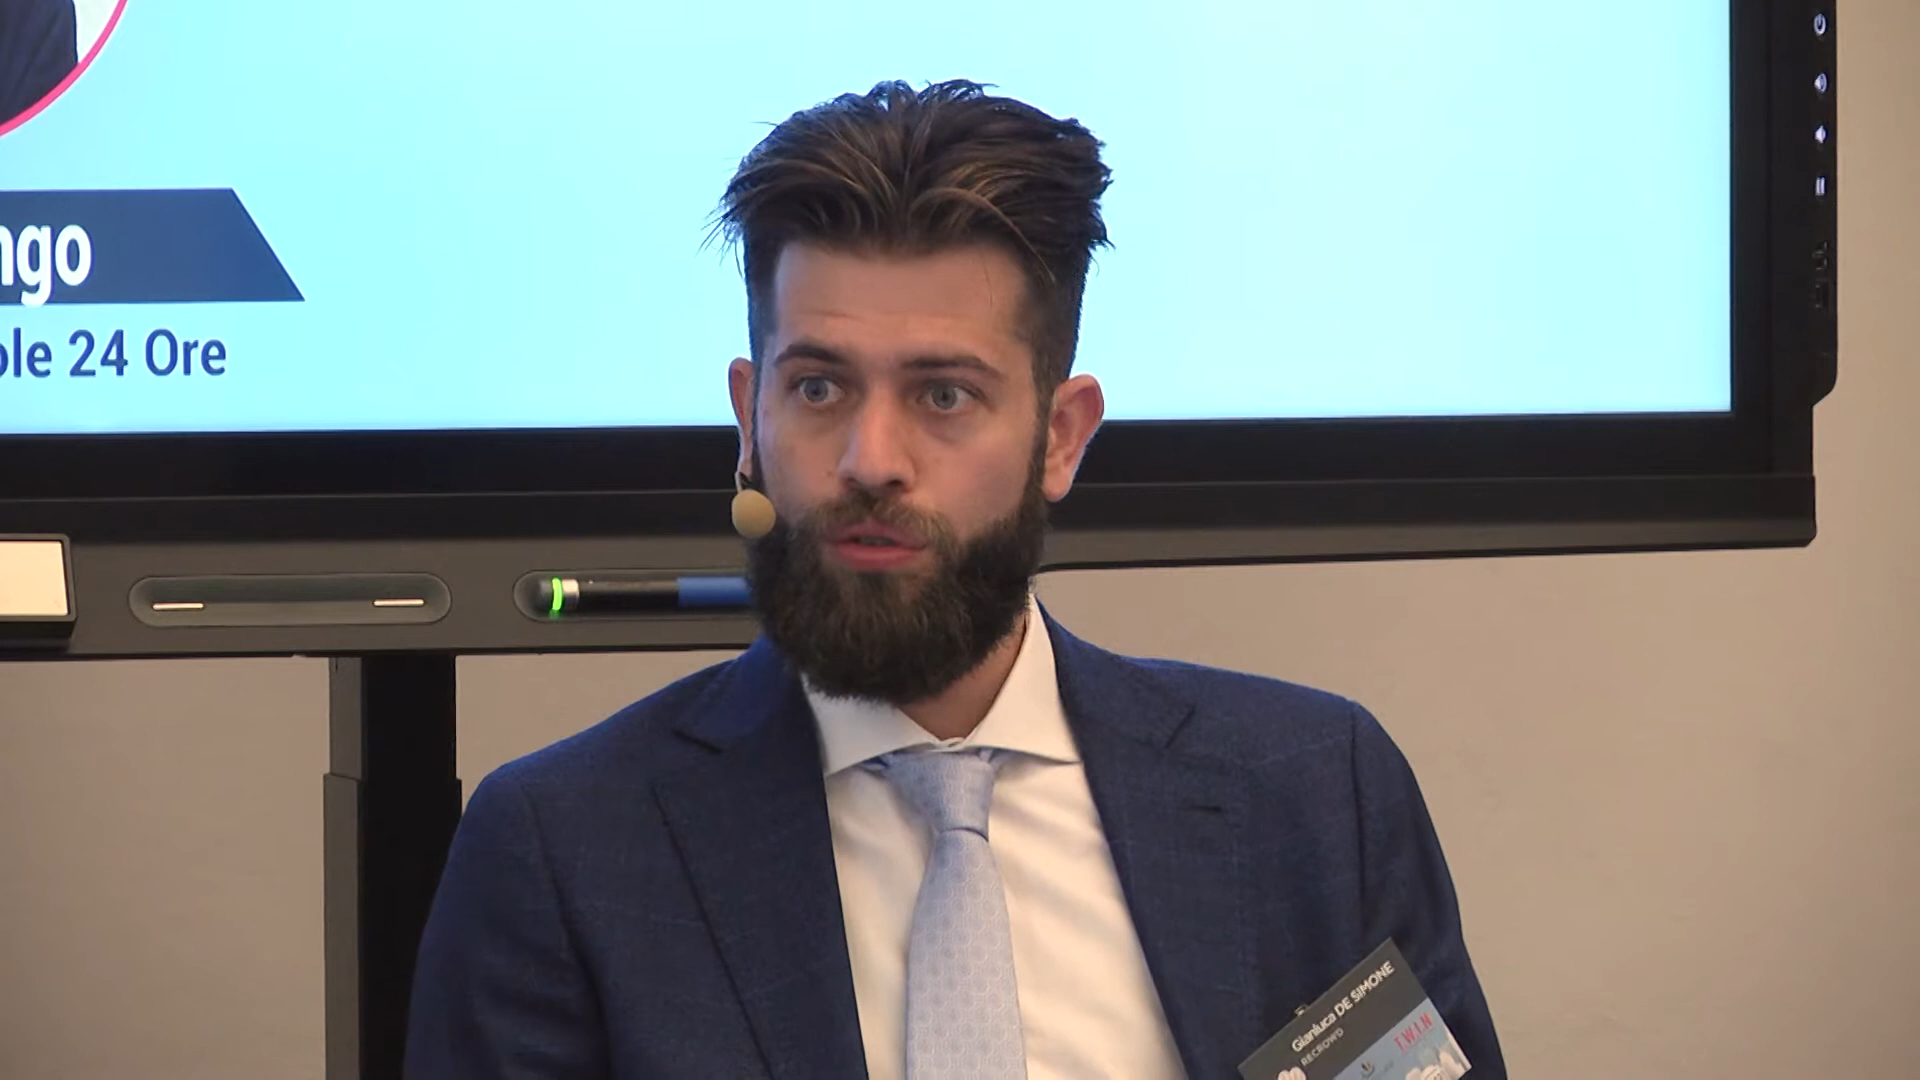 ngo
ole 24 Ore
Gianluca DE SIMONE
RECROWD
T.W.I.N